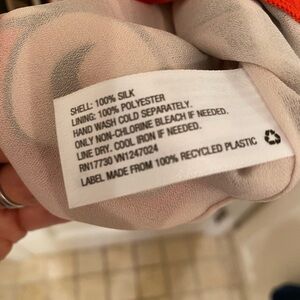 SHELL: 100% SILK
LINING: 100% POLYESTER
HAND WASH COLD SEPARATELY.
ONLY NON-CHLORINE BLEACH IF NEEDED.
LINE DRY. COOL IRON IF NEEDED.
RN17730 VN1247024
LABEL MADE FROM 100% RECYCLED PLASTIC